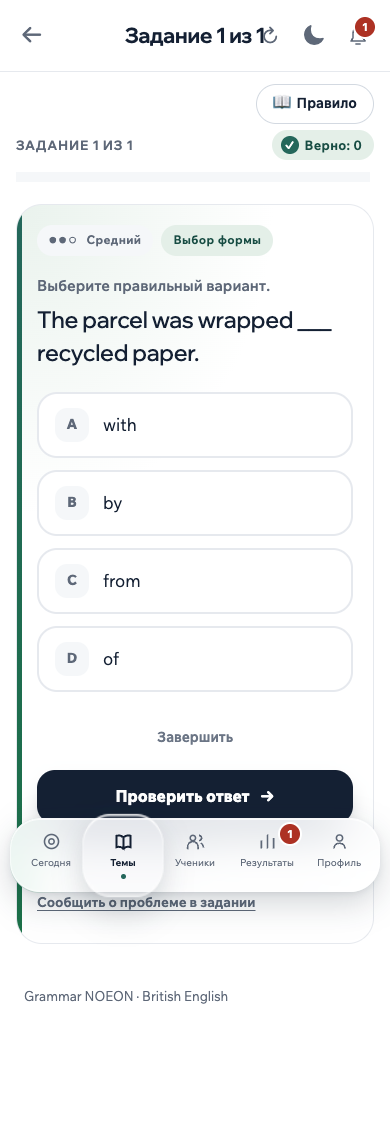 Задание 1 из 1
1
Правило
ЗАДАНИЕ 1 ИЗ 1
Верно: 0
Средний
Выбор формы
Выберите правильный вариант.
The parcel was wrapped ___
recycled paper.
A with
B by
C from
D of
Завершить
Проверить ответ →
1
Сегодня
Темы
Ученики
Результаты
Профиль
Сообщить о проблеме в задании
Grammar NOEON · British English